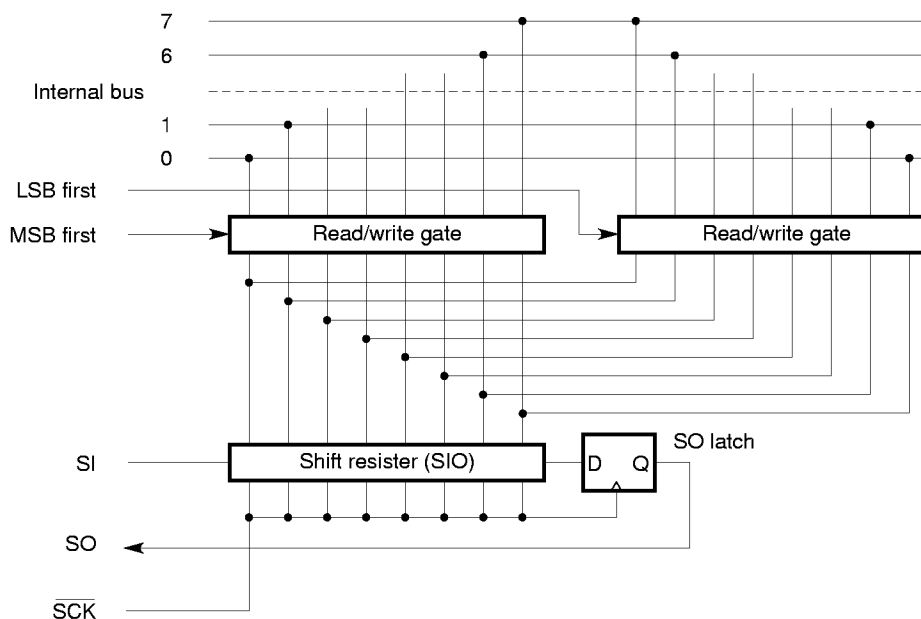 7
6
Internal bus
1
0
LSB first
MSB first
Read/write gate
Read/write gate
SO latch
SI
Shift resister (SIO)
D
Q
SO
SCK